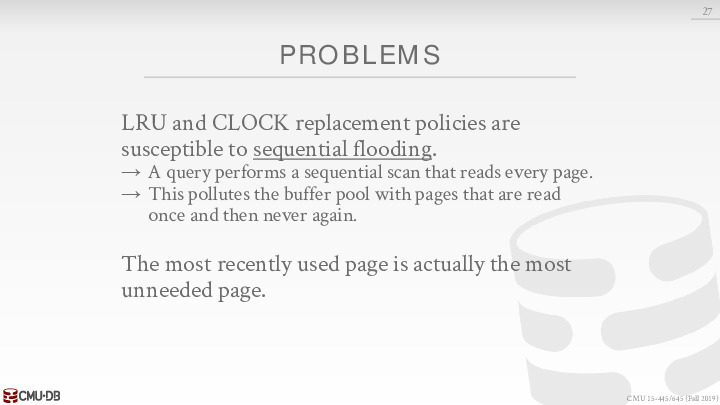 27
PROBLEMS
LRU and CLOCK replacement policies are
susceptible to sequential flooding.
→ A query performs a sequential scan that reads every page.
→ This pollutes the buffer pool with pages that are read
once and then never again.
The most recently used page is actually the most
unneeded page.
CMU·DB
CMU 15-445/645 (Fall 2019)